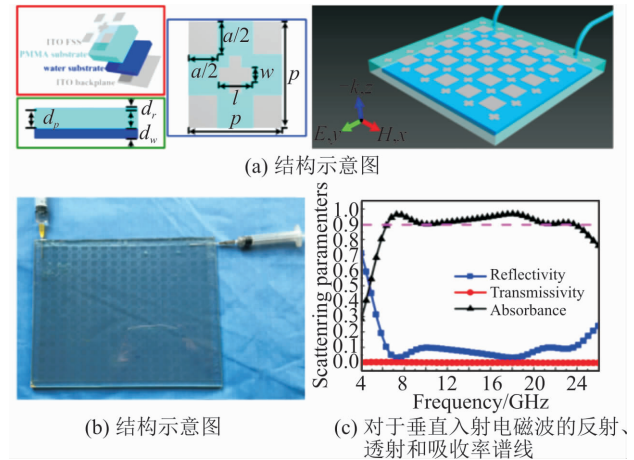 ITO FSS
PMMA substrate
water substrate
ITO backplane
d_p
d_r
d_w
a/2
a/2
w
l
p
p
-k,z
E,y
H,x
(a) 结构示意图
(b) 结构示意图
Scattenring paramenters
1.0
0.9
0.8
0.7
0.6
0.5
0.4
0.3
0.2
0.1
0.0
Reflectivity
Transmissivity
Absorbance
4 8 12 16 20 24
Frequency/GHz
(c) 对于垂直入射电磁波的反射、
透射和吸收率谱线